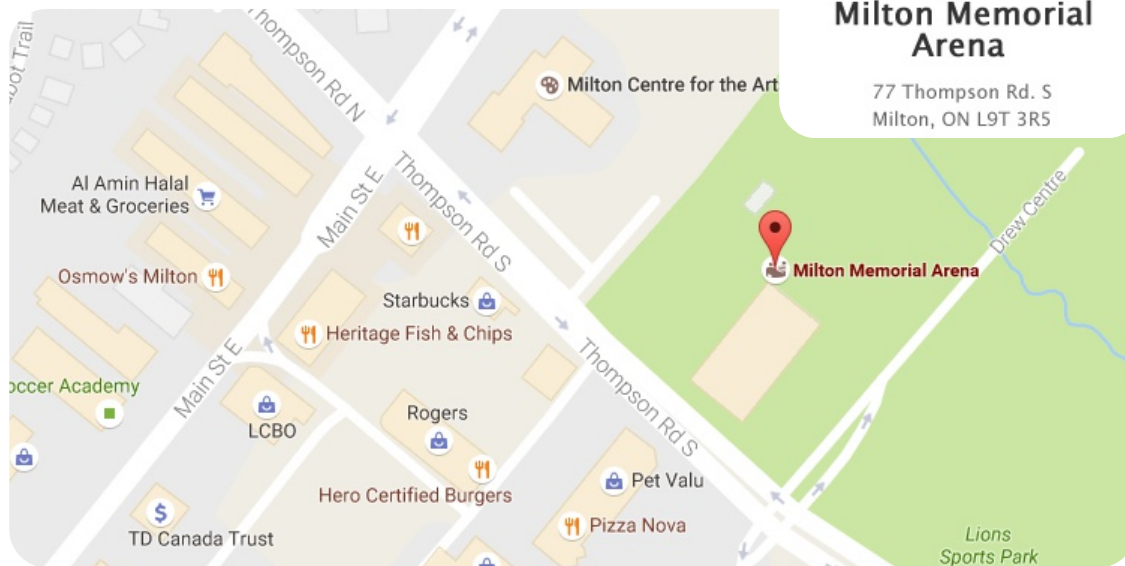 Milton Memorial
Arena
77 Thompson Rd. S
Milton, ON L9T 3R5
Trail
Thompson Rd N
Milton Centre for the Art
Al Amin Halal
Meat & Groceries
Main St E
Thompson Rd S
Drew Centre
Osmow's Milton
Milton Memorial Arena
Starbucks
Heritage Fish & Chips
Main St E
Thompson Rd S
occer Academy
LCBO
Rogers
Hero Certified Burgers
Pet Valu
Pizza Nova
$
TD Canada Trust
Lions
Sports Park